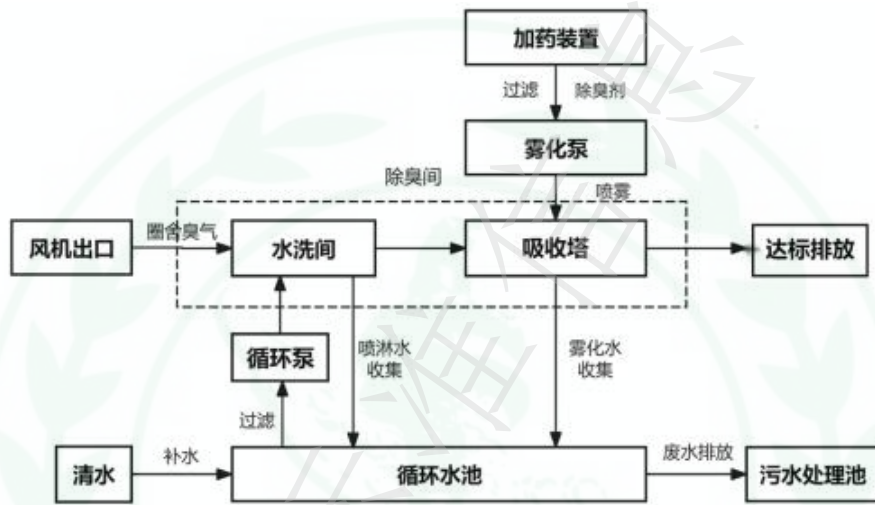 加药装置
过滤
除臭剂
雾化泵
除臭间
喷雾
风机出口
圈舍臭气
水洗间
吸收塔
达标排放
循环泵
喷淋水
收集
雾化水
收集
过滤
清水
补水
循环水池
废水排放
污水处理池